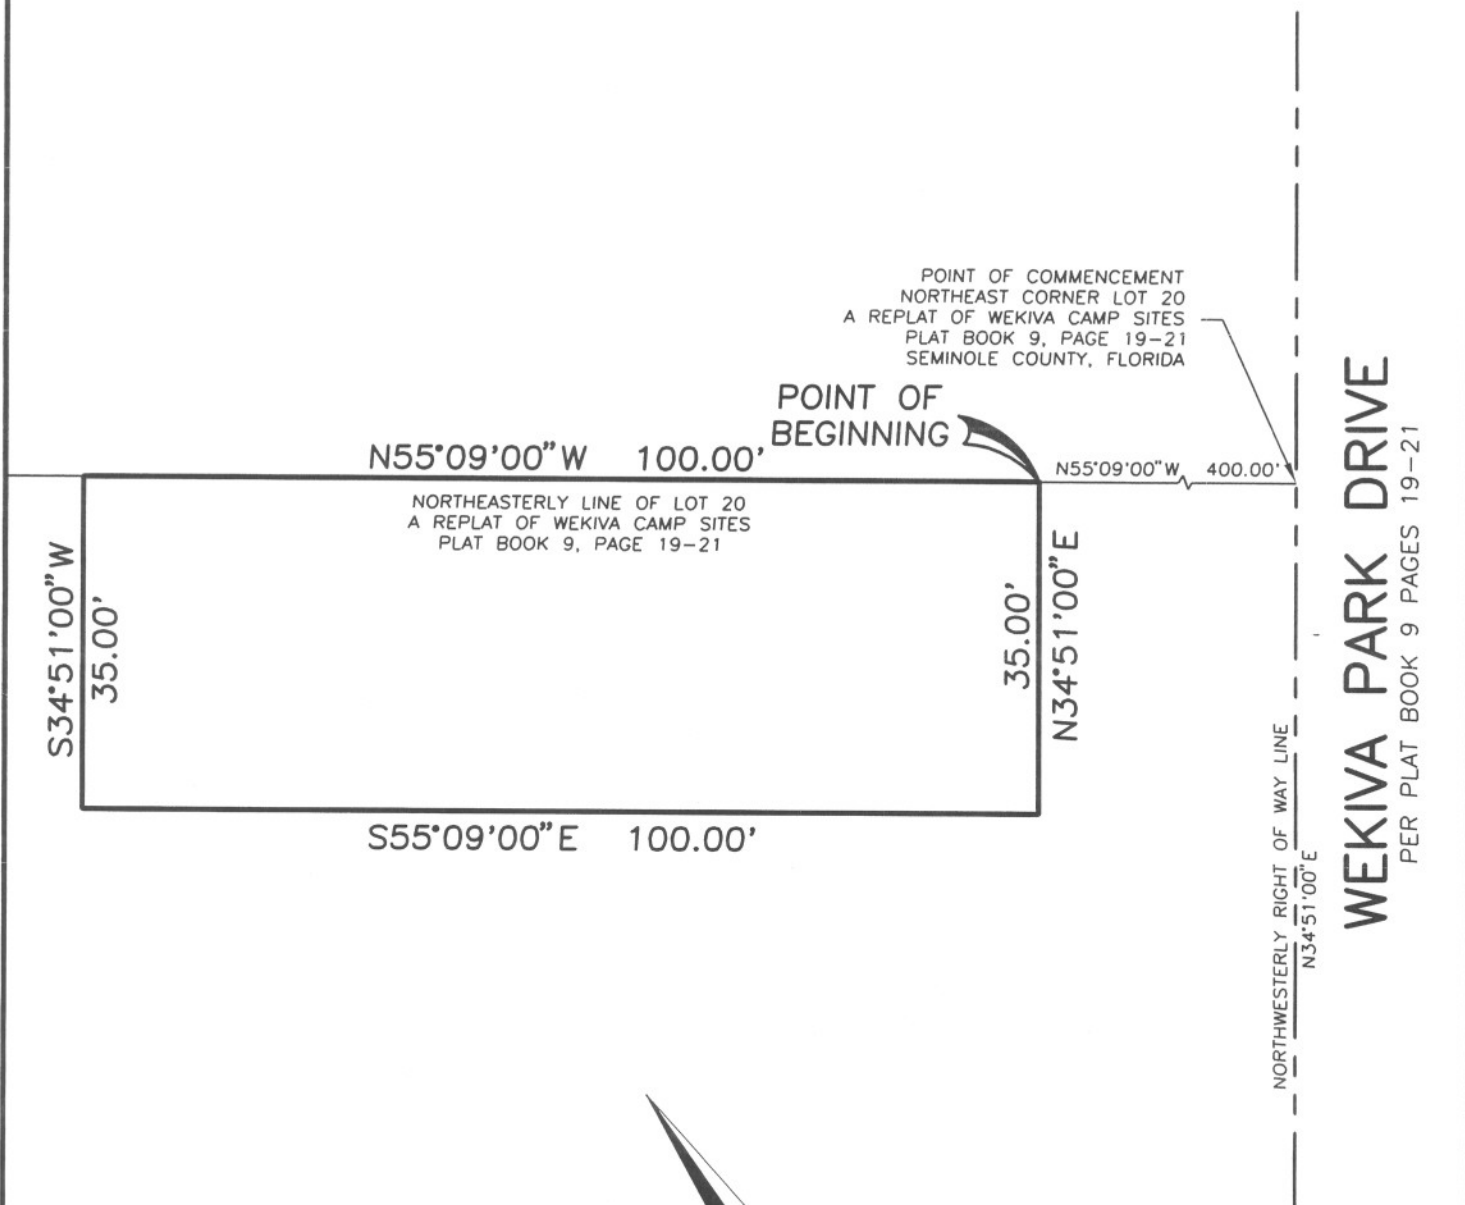 POINT OF COMMENCEMENT
NORTHEAST CORNER LOT 20
A REPLAT OF WEKIVA CAMP SITES
PLAT BOOK 9, PAGE 19-21
SEMINOLE COUNTY, FLORIDA
POINT OF
BEGINNING
N55°09'00"W 100.00'
N55°09'00"W 400.00'
NORTHEASTERLY LINE OF LOT 20
A REPLAT OF WEKIVA CAMP SITES
PLAT BOOK 9, PAGE 19-21
S34°51'00"W
35.00'
35.00'
N34°51'00"E
S55°09'00"E 100.00'
NORTHWESTERLY RIGHT OF WAY LINE
N34°51'00"E
WEKIVA PARK DRIVE
PER PLAT BOOK 9 PAGES 19-21